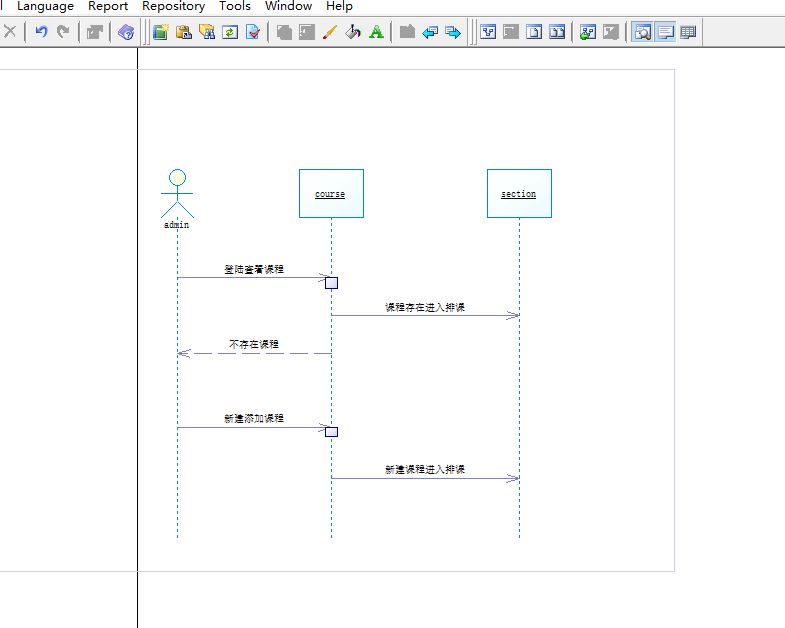 Language Report Repository Tools Window Help
admin
course
section
登陆查看课程
课程存在进入排课
不存在课程
新建添加课程
新建课程进入排课